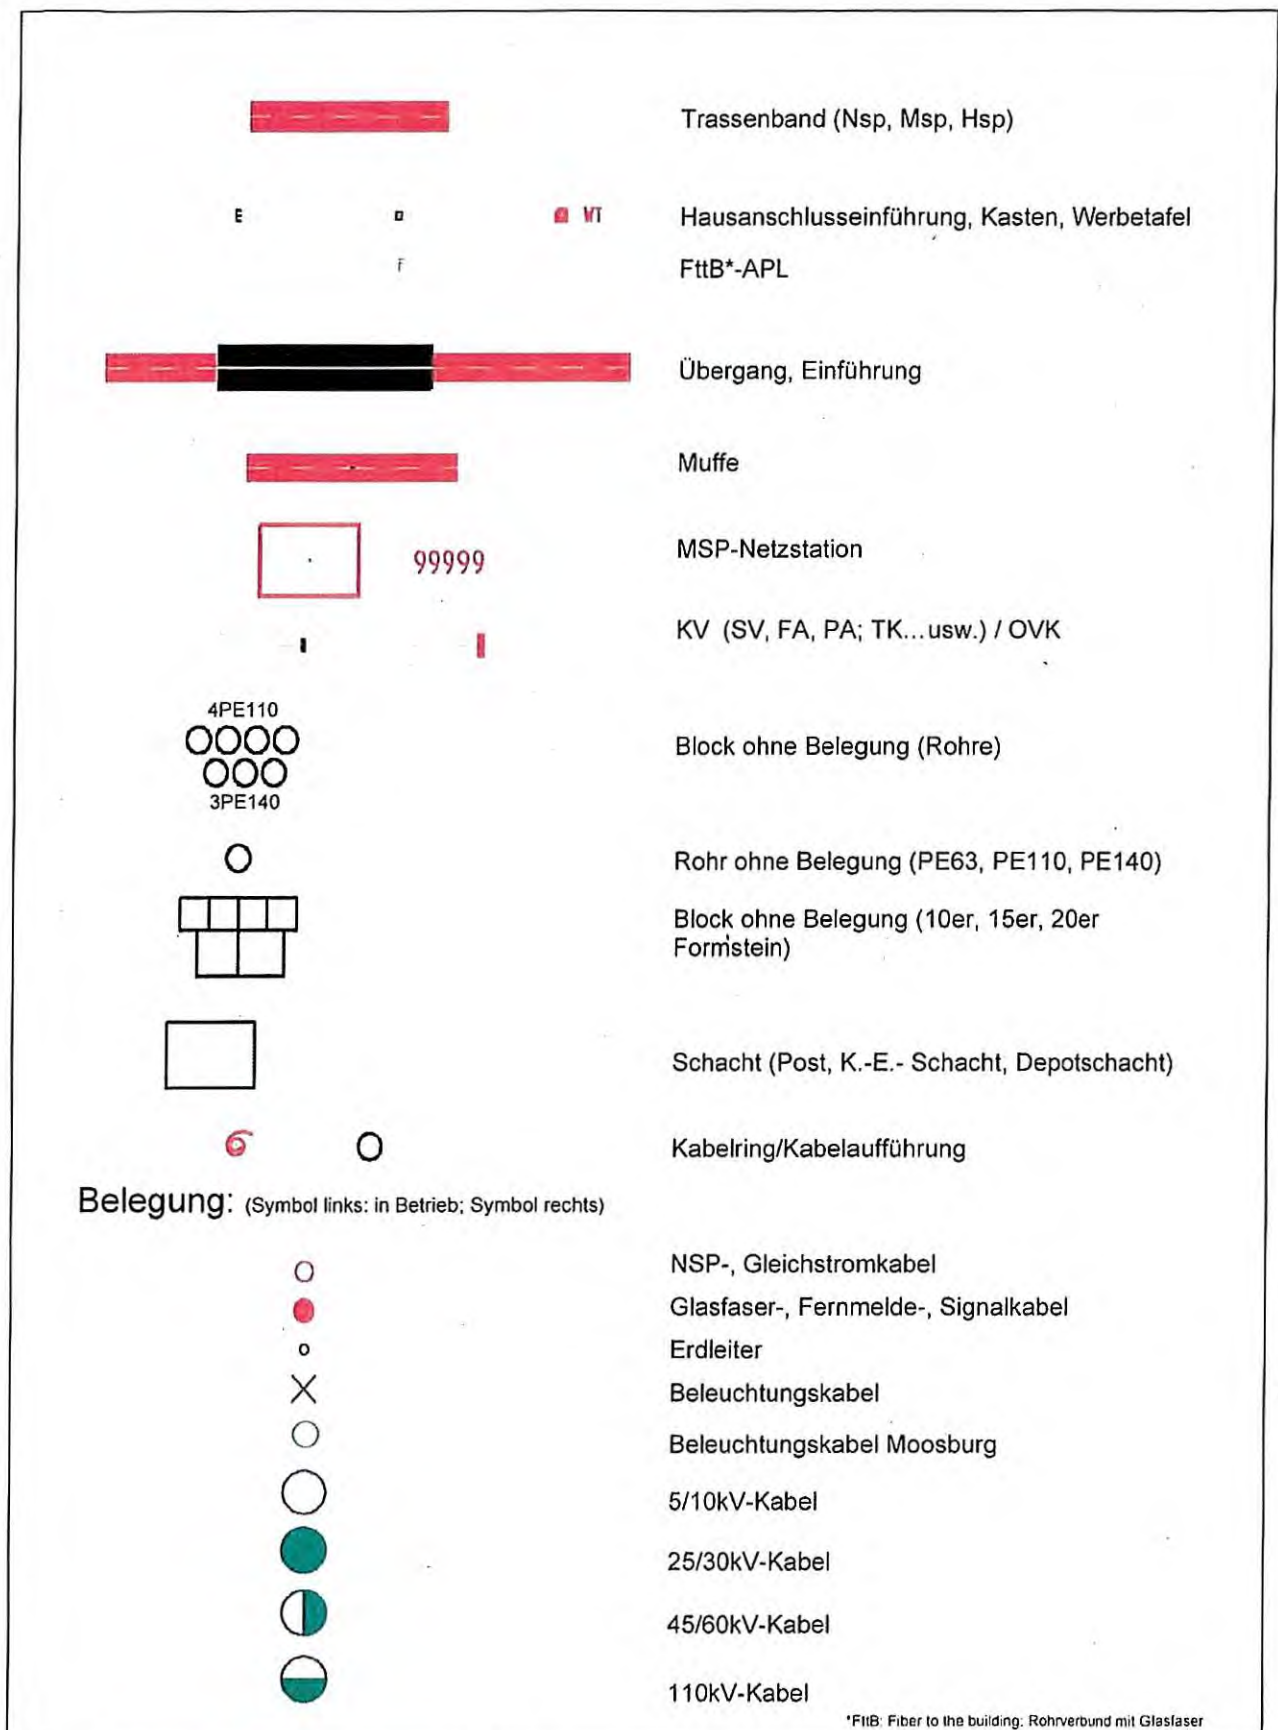 Trassenband (Nsp, Msp, Hsp)
E WT Hausanschlusseinführung, Kasten, Werbetafel
F FttB*-APL
Übergang, Einführung
Muffe
99999 MSP-Netzstation
KV (SV, FA, PA; TK...usw.) / OVK
4PE110
Block ohne Belegung (Rohre)
3PE140
Rohr ohne Belegung (PE63, PE110, PE140)
Block ohne Belegung (10er, 15er, 20er
Formstein)
Schacht (Post, K.-E.- Schacht, Depotschacht)
Kabelring/Kabelaufführung
Belegung: (Symbol links: in Betrieb; Symbol rechts)
NSP-, Gleichstromkabel
Glasfaser-, Fernmelde-, Signalkabel
Erdleiter
Beleuchtungskabel
Beleuchtungskabel Moosburg
5/10kV-Kabel
25/30kV-Kabel
45/60kV-Kabel
110kV-Kabel
*FttB: Fiber to the building: Rohrverbund mit Glasfaser